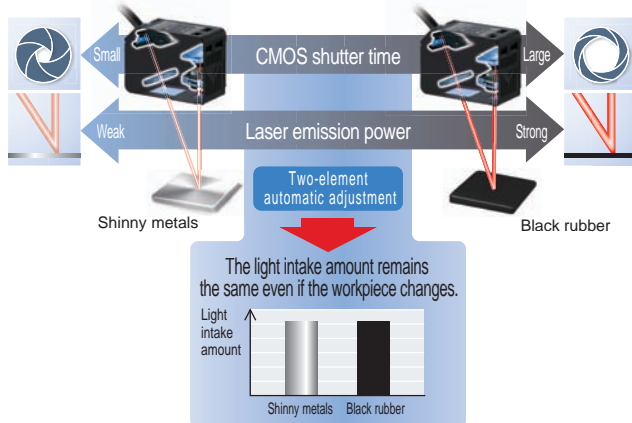 Small
CMOS shutter time
Large
Weak
Laser emission power
Strong
Two-element
automatic adjustment
Shinny metals
Black rubber
The light intake amount remains
the same even if the workpiece changes.
Light
intake
amount
Shinny metals
Black rubber